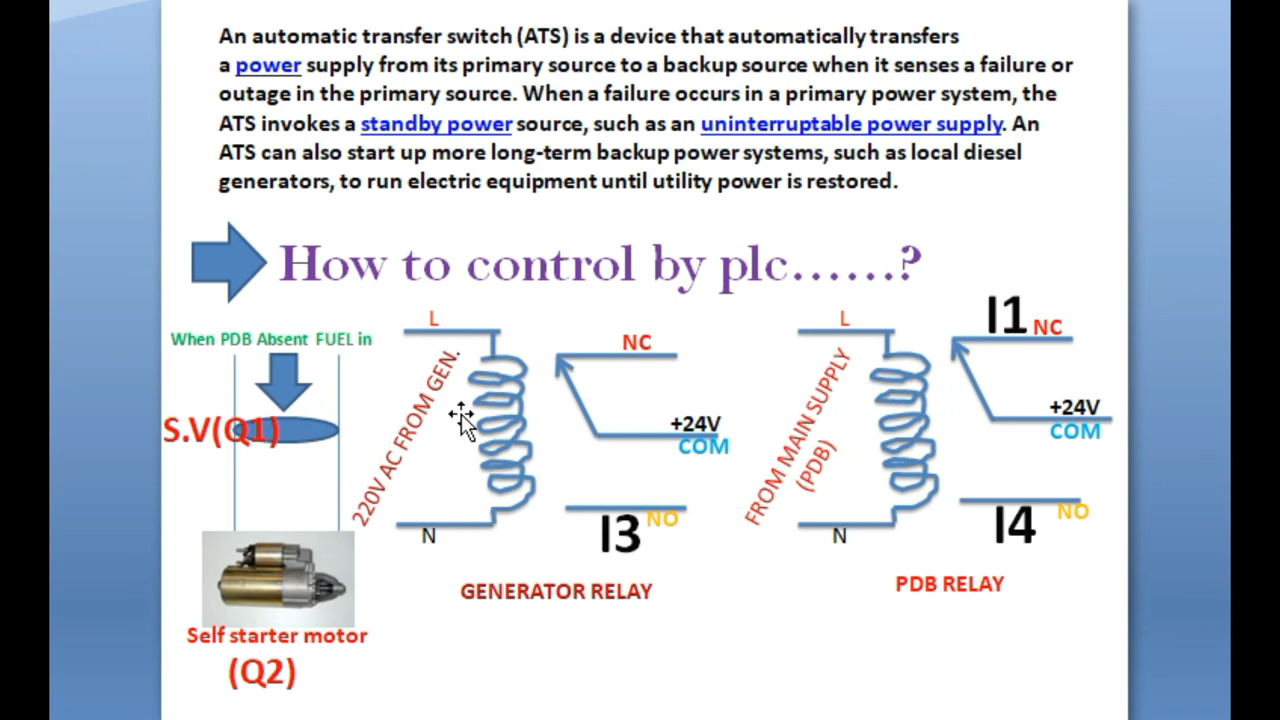 An automatic transfer switch (ATS) is a device that automatically transfers
a power supply from its primary source to a backup source when it senses a failure or
outage in the primary source. When a failure occurs in a primary power system, the
ATS invokes a standby power source, such as an uninterruptable power supply. An
ATS can also start up more long-term backup power systems, such as local diesel
generators, to run electric equipment until utility power is restored.
How to control by plc......?
When PDB Absent FUEL in
S.V(Q1)
Self starter motor
(Q2)
L
220V AC FROM GEN.
N
NC
+24V
COM
I3 NO
GENERATOR RELAY
L
FROM MAIN SUPPLY
(PDB)
N
I1 NC
+24V
COM
I4 NO
PDB RELAY